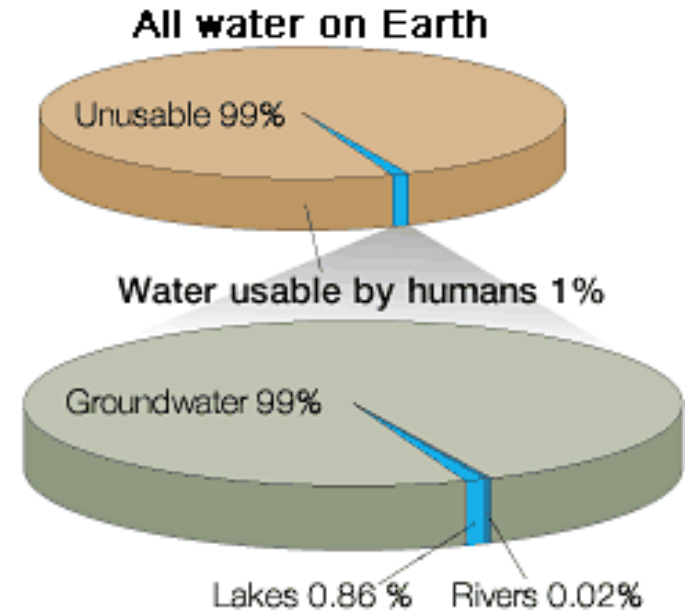 All water on Earth
Unusable 99%
Water usable by humans 1%
Groundwater 99%
Lakes 0.86 %
Rivers 0.02%